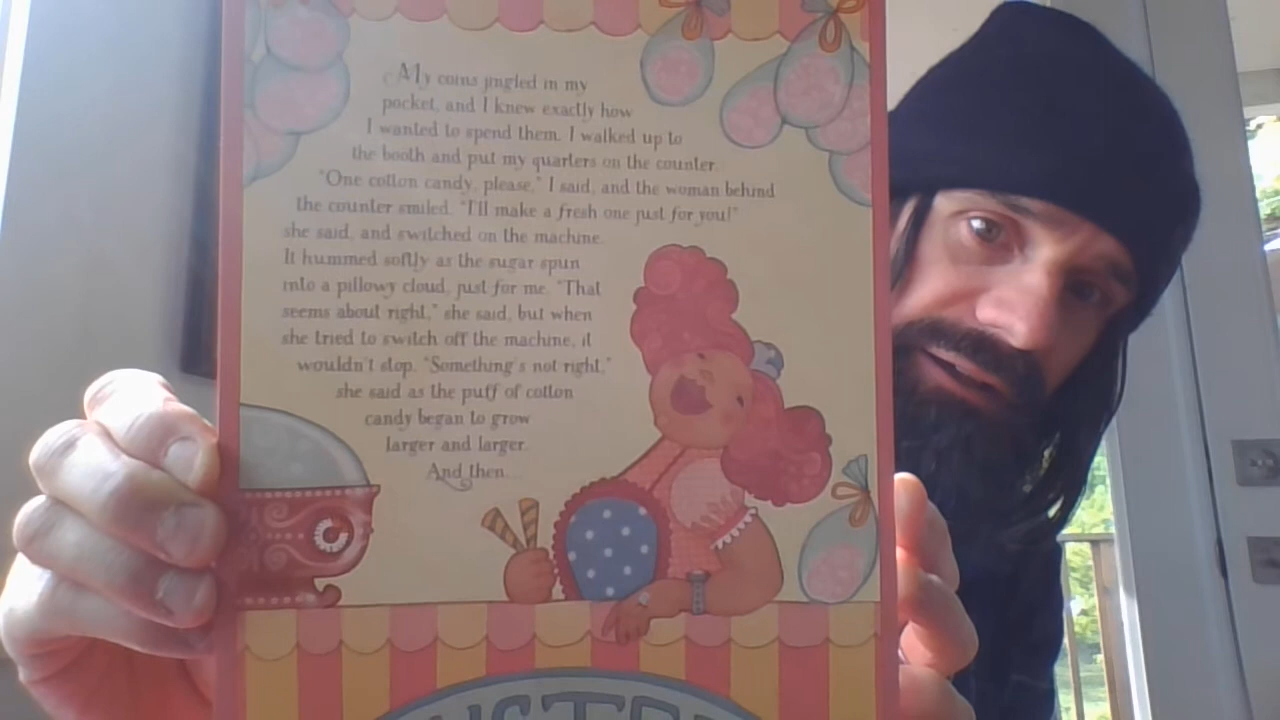 My coins jingled in my
pocket, and I knew exactly how
I wanted to spend them. I walked up to
the booth and put my quarters on the counter.
"One cotton candy, please," I said, and the woman behind
the counter smiled. "I'll make a fresh one just for you!"
she said, and switched on the machine.
It hummed softly as the sugar spun
into a pillowy cloud, just for me. "That
seems about right," she said, but when
she tried to switch off the machine, it
wouldn't stop. "Something's not right,"
she said as the puff of cotton
candy began to grow
larger and larger.
And then...